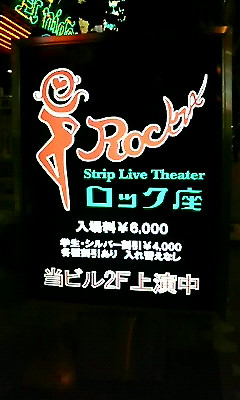 Rockza
Strip Live Theater
ロック座
入場料￥6,000
学生・シルバー割引￥4,000
各種割引あり 入れ替えなし
当ビル2F上演中